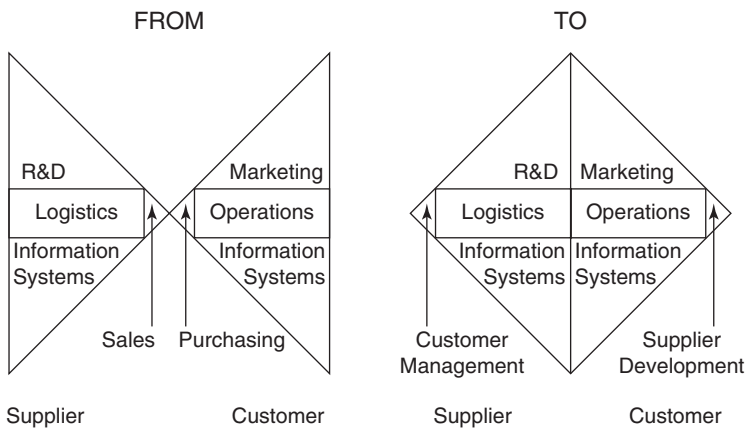 FROM
TO
R&D
Marketing
R&D
Marketing
Logistics
Operations
Logistics
Operations
Information
Systems
Information
Systems
Information
Systems
Information
Systems
Sales
Purchasing
Customer
Management
Supplier
Development
Supplier
Customer
Supplier
Customer